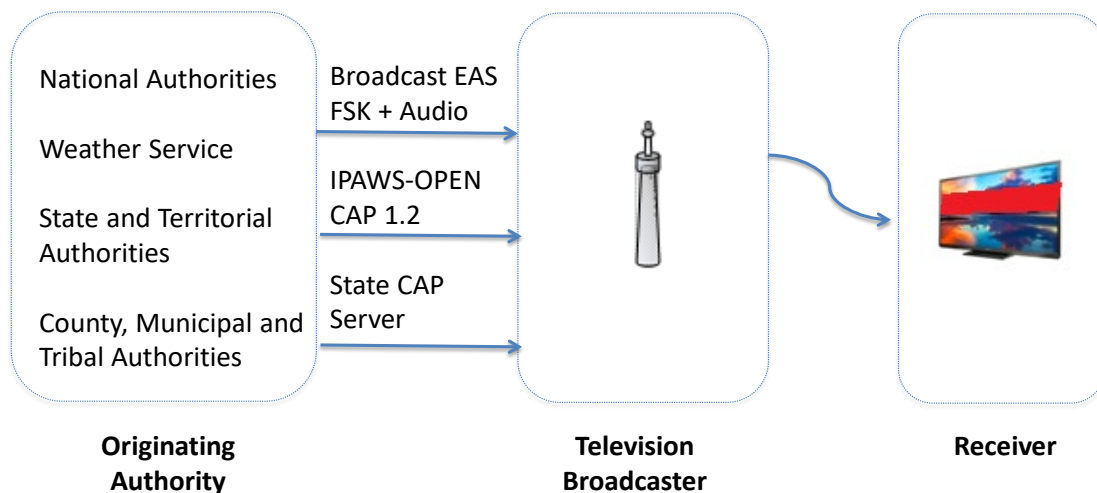 National Authorities
Weather Service
State and Territorial
Authorities
County, Municipal and
Tribal Authorities
Broadcast EAS
FSK + Audio
IPAWS-OPEN
CAP 1.2
State CAP
Server
Originating
Authority
Television
Broadcaster
Receiver